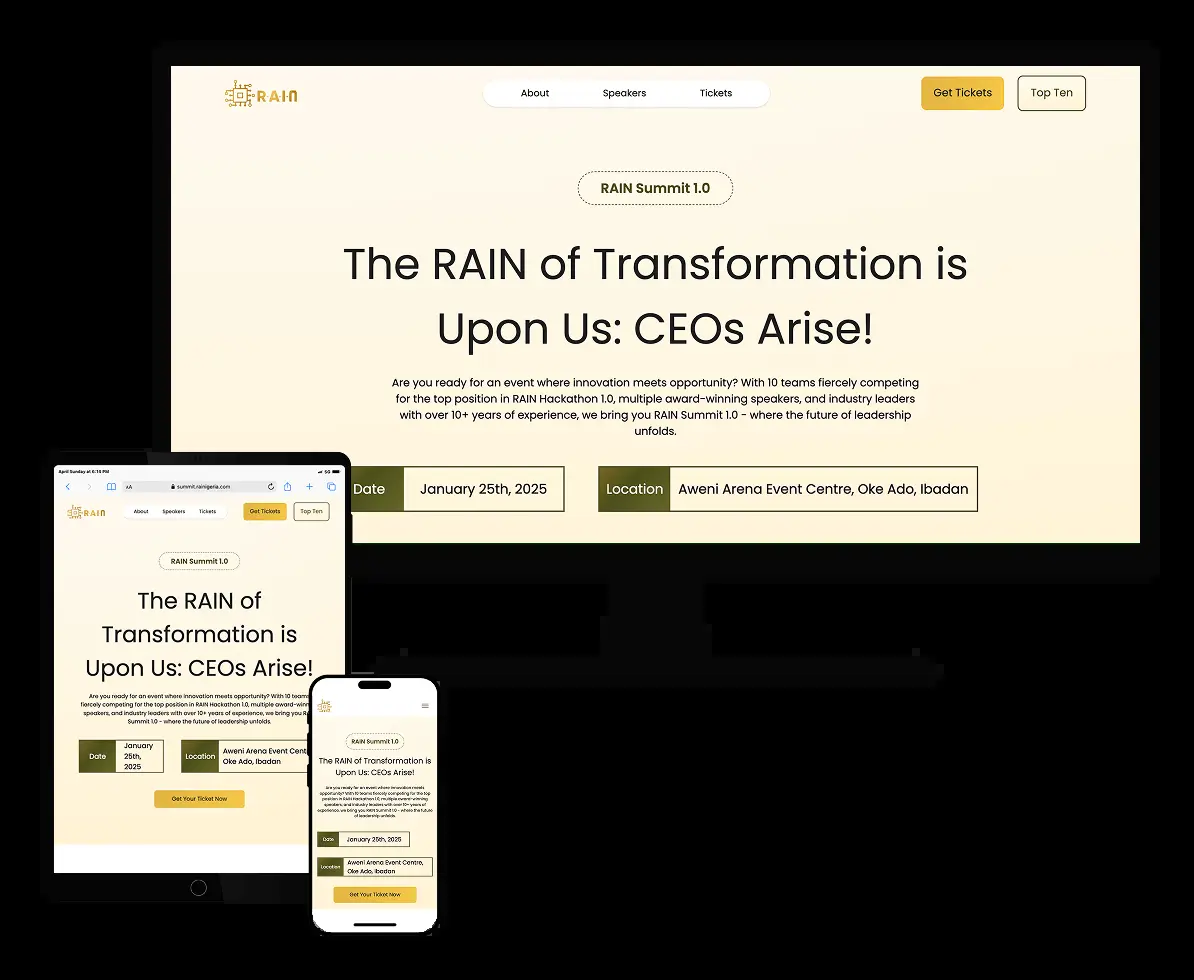 RAIN
About
Speakers
Tickets
Get Tickets
Top Ten
RAIN Summit 1.0
The RAIN of Transformation is
Upon Us: CEOs Arise!
Are you ready for an event where innovation meets opportunity? With 10 teams fiercely competing
for the top position in RAIN Hackathon 1.0, multiple award-winning speakers, and industry leaders
with over 10+ years of experience, we bring you RAIN Summit 1.0 - where the future of leadership
unfolds.
Date
January 25th, 2025
Location
Aweni Arena Event Centre, Oke Ado, Ibadan
April Sunday at 6:10 PM
5G
AA
summit.rainigeria.com
RAIN
About
Speakers
Tickets
Get Tickets
Top Ten
RAIN Summit 1.0
The RAIN of
Transformation is
Upon Us: CEOs Arise!
Are you ready for an event where innovation meets opportunity? With 10 teams
fiercely competing for the top position in RAIN Hackathon 1.0, multiple award-winn
speakers, and industry leaders with over 10+ years of experience, we bring you R
Summit 1.0 - where the future of leadership unfolds.
Date
January
25th,
2025
Location
Aweni Arena Event Cent
Oke Ado, Ibadan
Get Your Ticket Now
RAIN Summit 1.0
The RAIN of Transformation is
Upon Us: CEOs Arise!
Are you ready for an event where innovation meets
opportunity? With 10 teams fiercely competing for the top
position in RAIN Hackathon 1.0, multiple award-winning
speakers, and industry leaders with over 10+ years of
experience, we bring you RAIN Summit 1.0 - where the future
of leadership unfolds.
Date
January 25th, 2025
Location
Aweni Arena Event Centre,
Oke Ado, Ibadan
Get Your Ticket Now